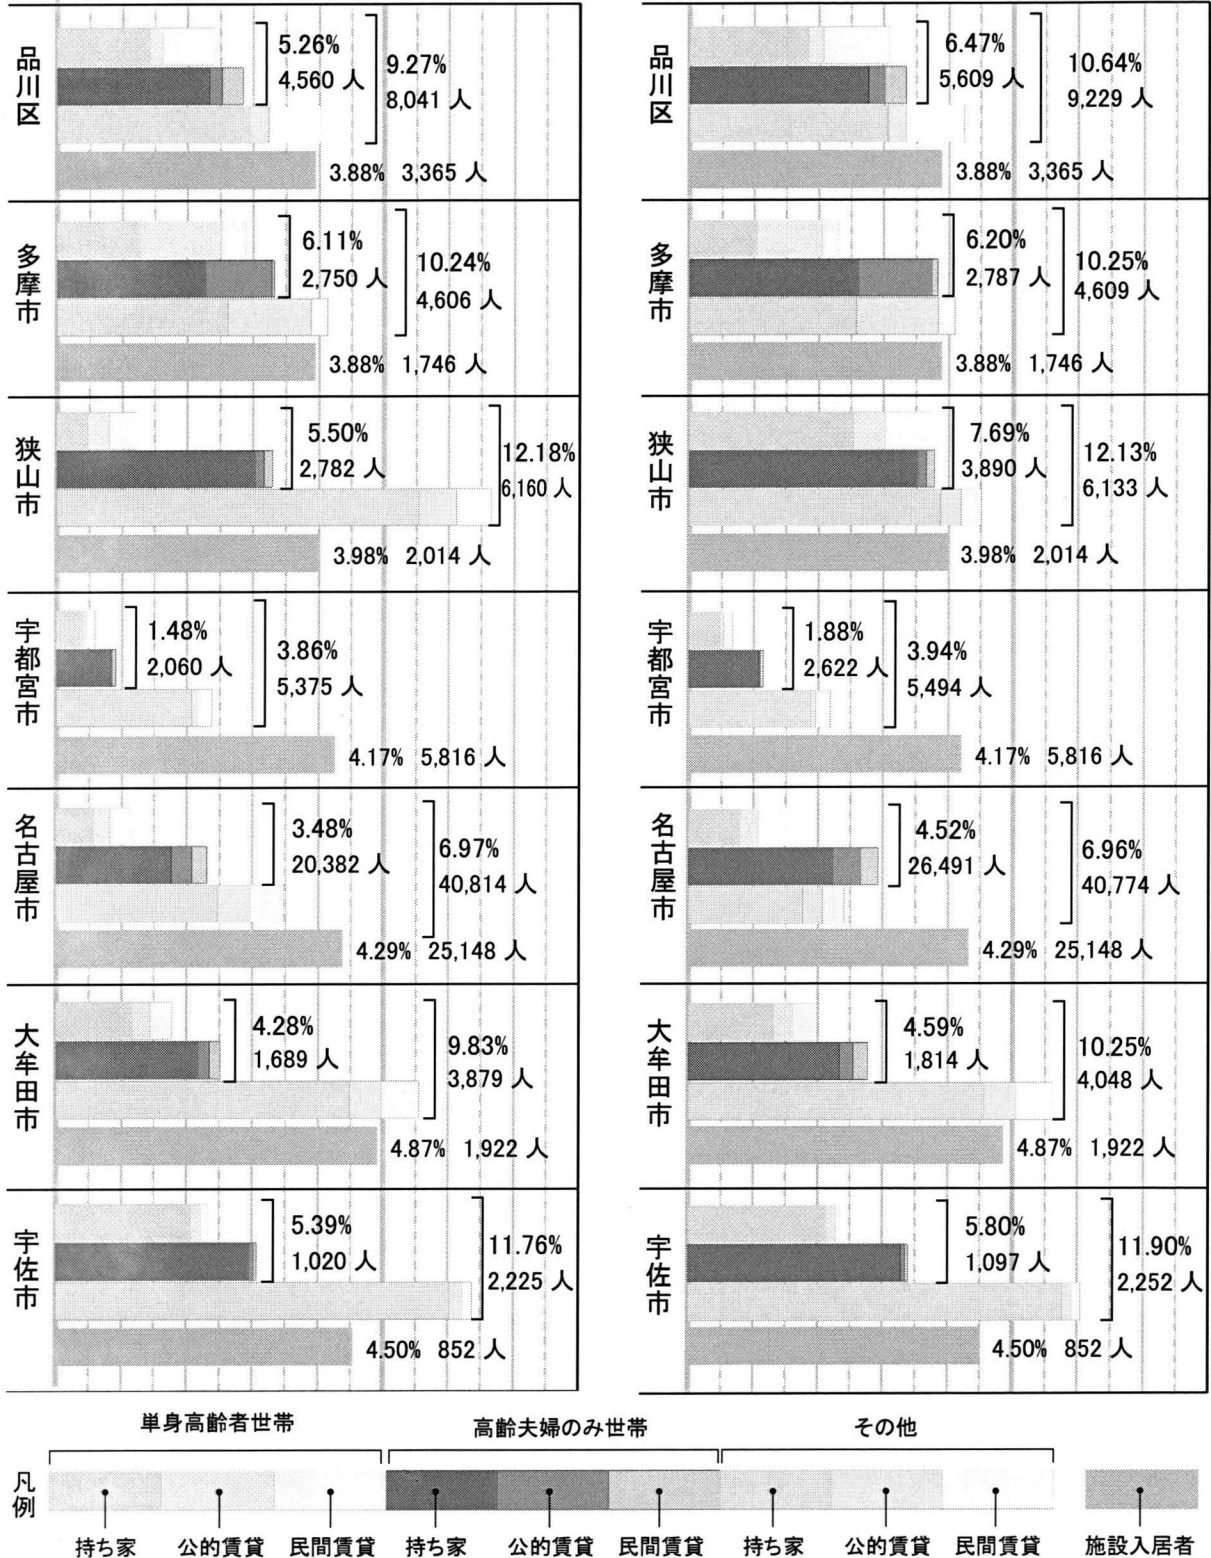 品川区
5.26%
4,560 人
9.27%
8,041 人
3.88% 3,365 人
多摩市
6.11%
2,750 人
10.24%
4,606 人
3.88% 1,746 人
狭山市
5.50%
2,782 人
12.18%
6,160 人
3.98% 2,014 人
宇都宮市
1.48%
2,060 人
3.86%
5,375 人
4.17% 5,816 人
名古屋市
3.48%
20,382 人
6.97%
40,814 人
4.29% 25,148 人
大牟田市
4.28%
1,689 人
9.83%
3,879 人
4.87% 1,922 人
宇佐市
5.39%
1,020 人
11.76%
2,225 人
4.50% 852 人
品川区
6.47%
5,609 人
10.64%
9,229 人
3.88% 3,365 人
多摩市
6.20%
2,787 人
10.25%
4,609 人
3.88% 1,746 人
狭山市
7.69%
3,890 人
12.13%
6,133 人
3.98% 2,014 人
宇都宮市
1.88%
2,622 人
3.94%
5,494 人
4.17% 5,816 人
名古屋市
4.52%
26,491 人
6.96%
40,774 人
4.29% 25,148 人
大牟田市
4.59%
1,814 人
10.25%
4,048 人
4.87% 1,922 人
宇佐市
5.80%
1,097 人
11.90%
2,252 人
4.50% 852 人
単身高齢者世帯 高齢夫婦のみ世帯 その他
凡例
持ち家 公的賃貸 民間賃貸 持ち家 公的賃貸 民間賃貸 持ち家 公的賃貸 民間賃貸 施設入居者